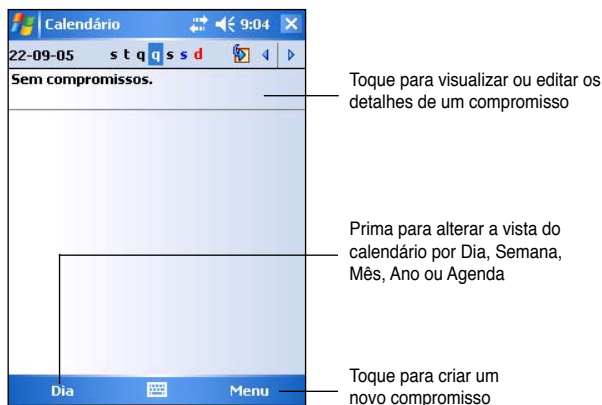 Calendário 9:04
22-09-05 s t q q s s d
Sem compromissos.
Toque para visualizar ou editar os
detalhes de um compromisso
Prima para alterar a vista do
calendário por Dia, Semana,
Mês, Ano ou Agenda
Dia Menu
Toque para criar um
novo compromisso